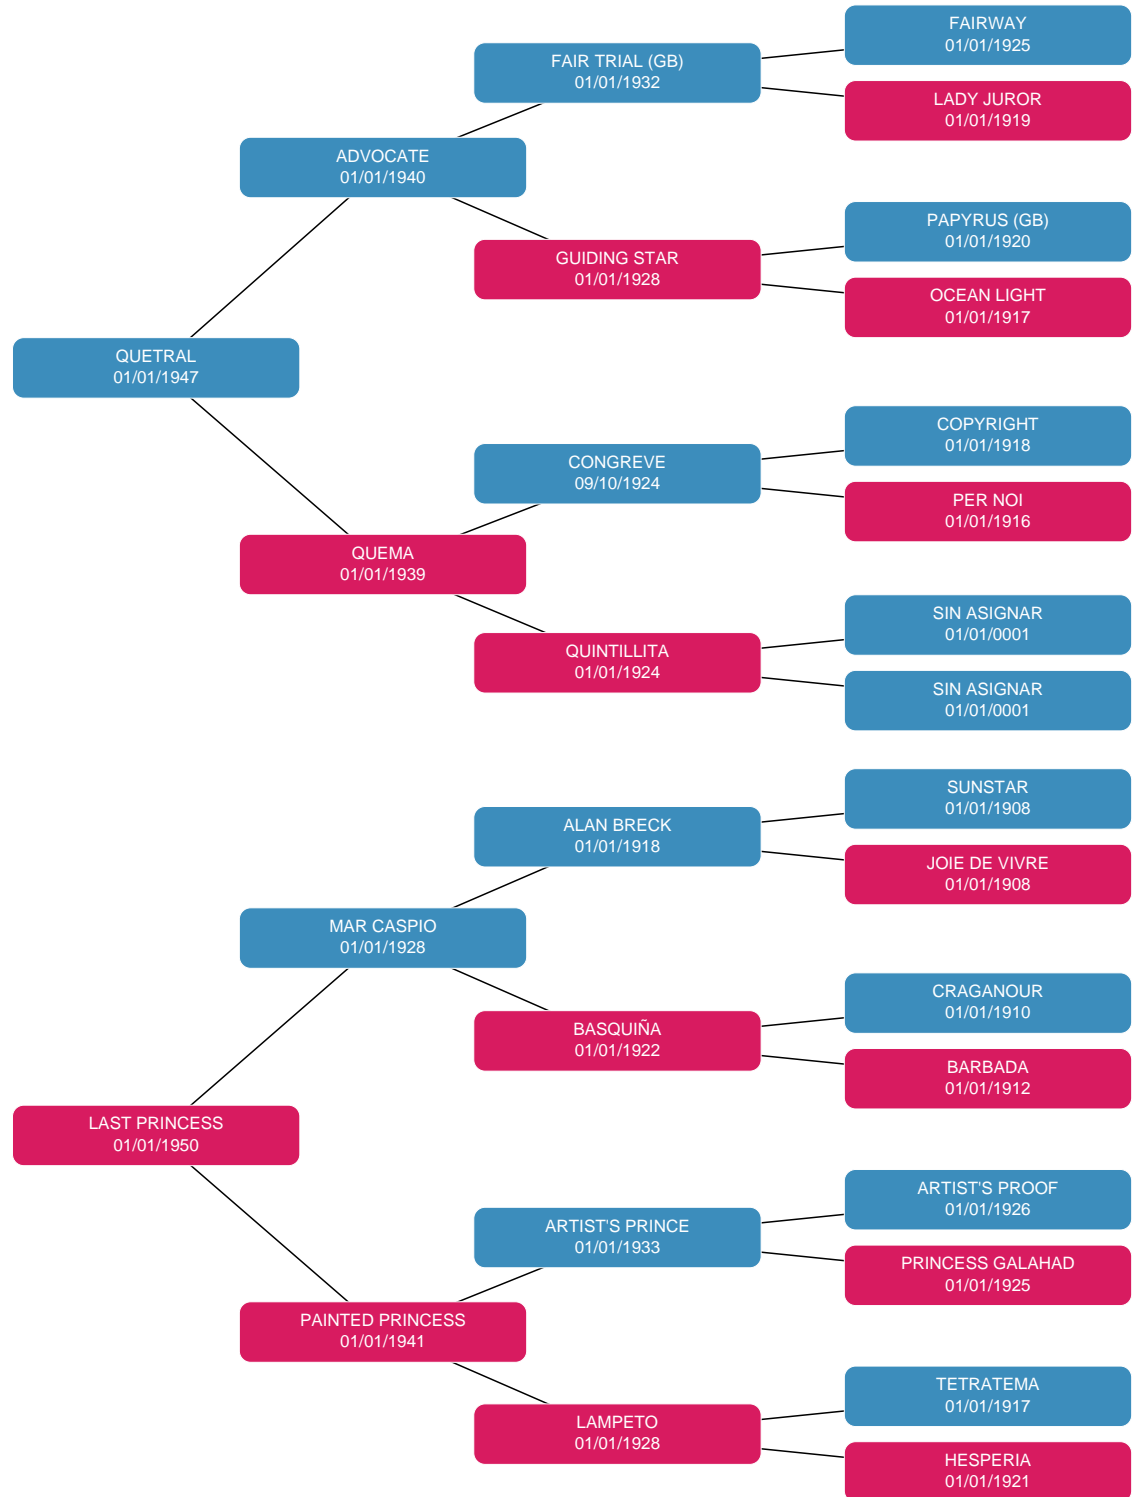 FAIRWAY
01/01/1925
FAIR TRIAL (GB)
01/01/1932
LADY JUROR
01/01/1919
ADVOCATE
01/01/1940
PAPYRUS (GB)
01/01/1920
GUIDING STAR
01/01/1928
OCEAN LIGHT
01/01/1917
QUETRAL
01/01/1947
COPYRIGHT
01/01/1918
CONGREVE
09/10/1924
PER NOI
01/01/1916
QUEMA
01/01/1939
SIN ASIGNAR
01/01/0001
QUINTILLITA
01/01/1924
SIN ASIGNAR
01/01/0001
SUNSTAR
01/01/1908
ALAN BRECK
01/01/1918
JOIE DE VIVRE
01/01/1908
MAR CASPIO
01/01/1928
CRAGANOUR
01/01/1910
BASQUIÑA
01/01/1922
BARBADA
01/01/1912
LAST PRINCESS
01/01/1950
ARTIST'S PROOF
01/01/1926
ARTIST'S PRINCE
01/01/1933
PRINCESS GALAHAD
01/01/1925
PAINTED PRINCESS
01/01/1941
TETRATEMA
01/01/1917
LAMPETO
01/01/1928
HESPERIA
01/01/1921